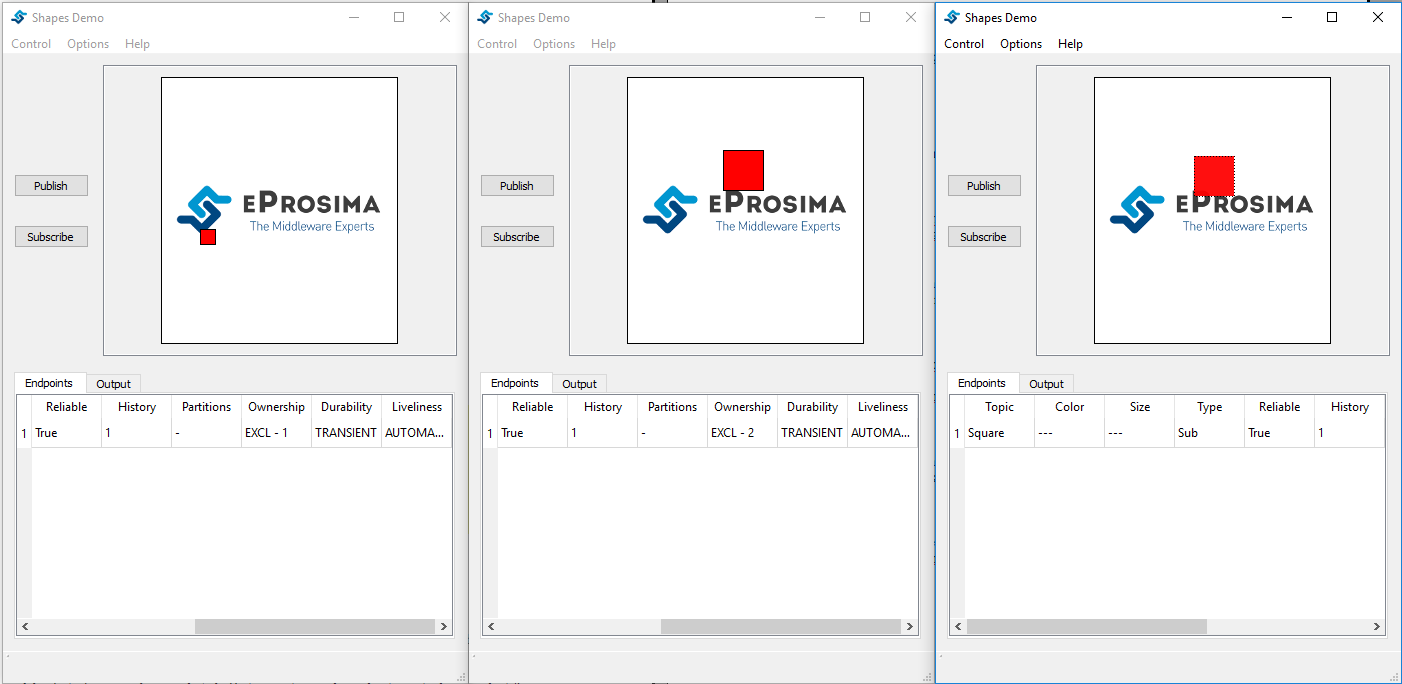 Shapes Demo
Control Options Help
Publish
Subscribe
EPROSIMA
The Middleware Experts
Endpoints Output
Reliable History Partitions Ownership Durability Liveliness
1 True 1 - EXCL - 1 TRANSIENT AUTOMA...
Shapes Demo
Control Options Help
Publish
Subscribe
EPROSIMA
The Middleware Experts
Endpoints Output
Reliable History Partitions Ownership Durability Liveliness
1 True 1 - EXCL - 2 TRANSIENT AUTOMA...
Shapes Demo
Control Options Help
Publish
Subscribe
EPROSIMA
The Middleware Experts
Endpoints Output
Topic Color Size Type Reliable History
1 Square --- --- Sub True 1